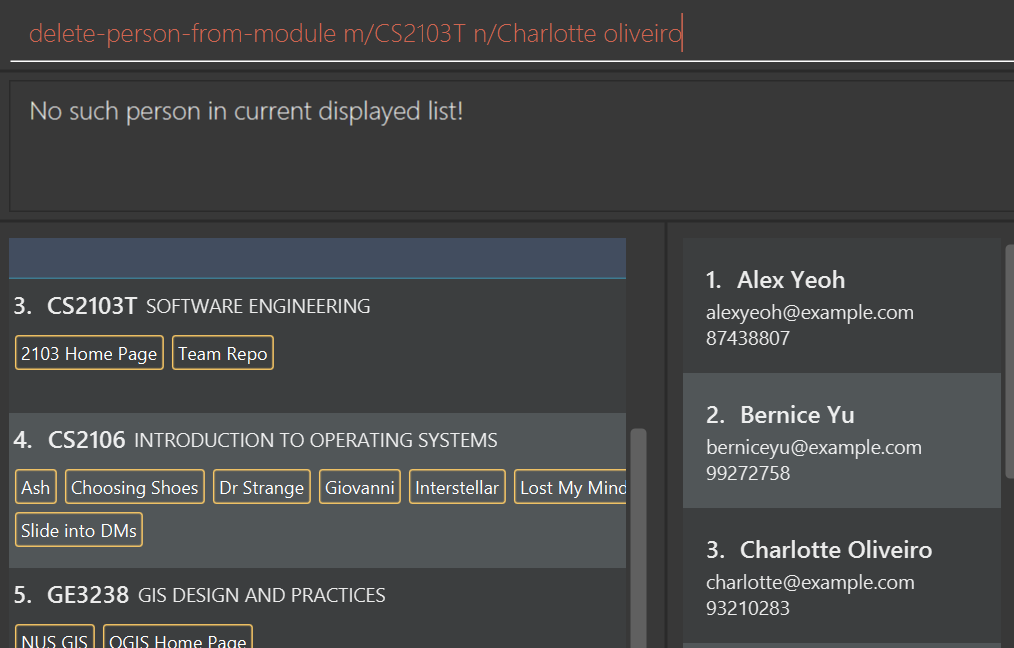 delete-person-from-module m/CS2103T n/Charlotte oliveiro
No such person in current displayed list!
3. CS2103T SOFTWARE ENGINEERING
2103 Home Page Team Repo
4. CS2106 INTRODUCTION TO OPERATING SYSTEMS
Ash Choosing Shoes Dr Strange Giovanni Interstellar Lost My Mind
Slide into DMs
5. GE3238 GIS DESIGN AND PRACTICES
NUS GIS QGIS Home Page
1. Alex Yeoh
alexyeoh@example.com
87438807
2. Bernice Yu
berniceyu@example.com
99272758
3. Charlotte Oliveiro
charlotte@example.com
93210283